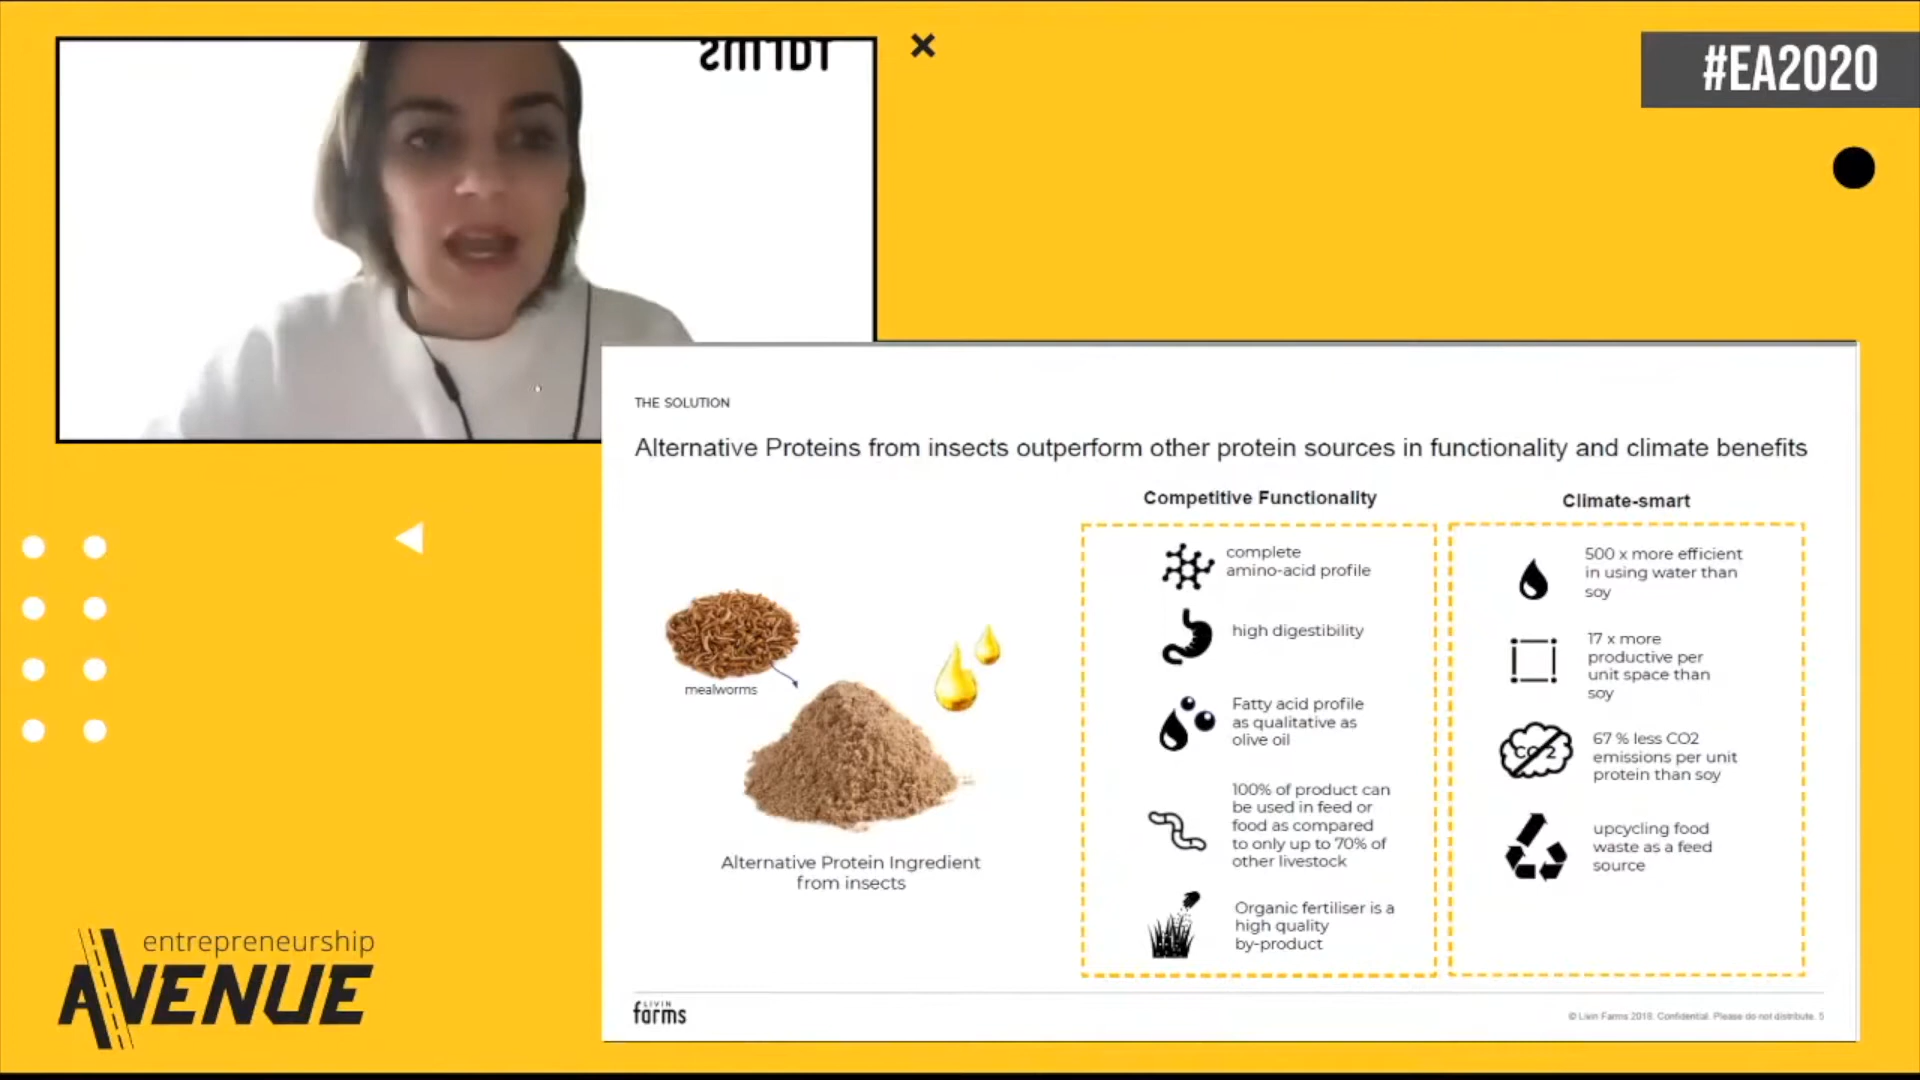 farms
#EA2020
THE SOLUTION
Alternative Proteins from insects outperform other protein sources in functionality and climate benefits
Competitive Functionality
complete
amino-acid profile
high digestibility
Fatty acid profile
as qualitative as
olive oil
100% of product can
be used in feed or
food as compared
to only up to 70% of
other livestock
Organic fertiliser is a
high quality
by-product
Climate-smart
500 x more efficient
in using water than
soy
17 x more
productive per
unit space than
soy
CO2
67 % less CO2
emissions per unit
protein than soy
upcycling food
waste as a feed
source
mealworms
Alternative Protein Ingredient
from insects
LIVIN
farms
© Livin Farms 2018. Confidential. Please do not distribute. 5
entrepreneurship
AVENUE